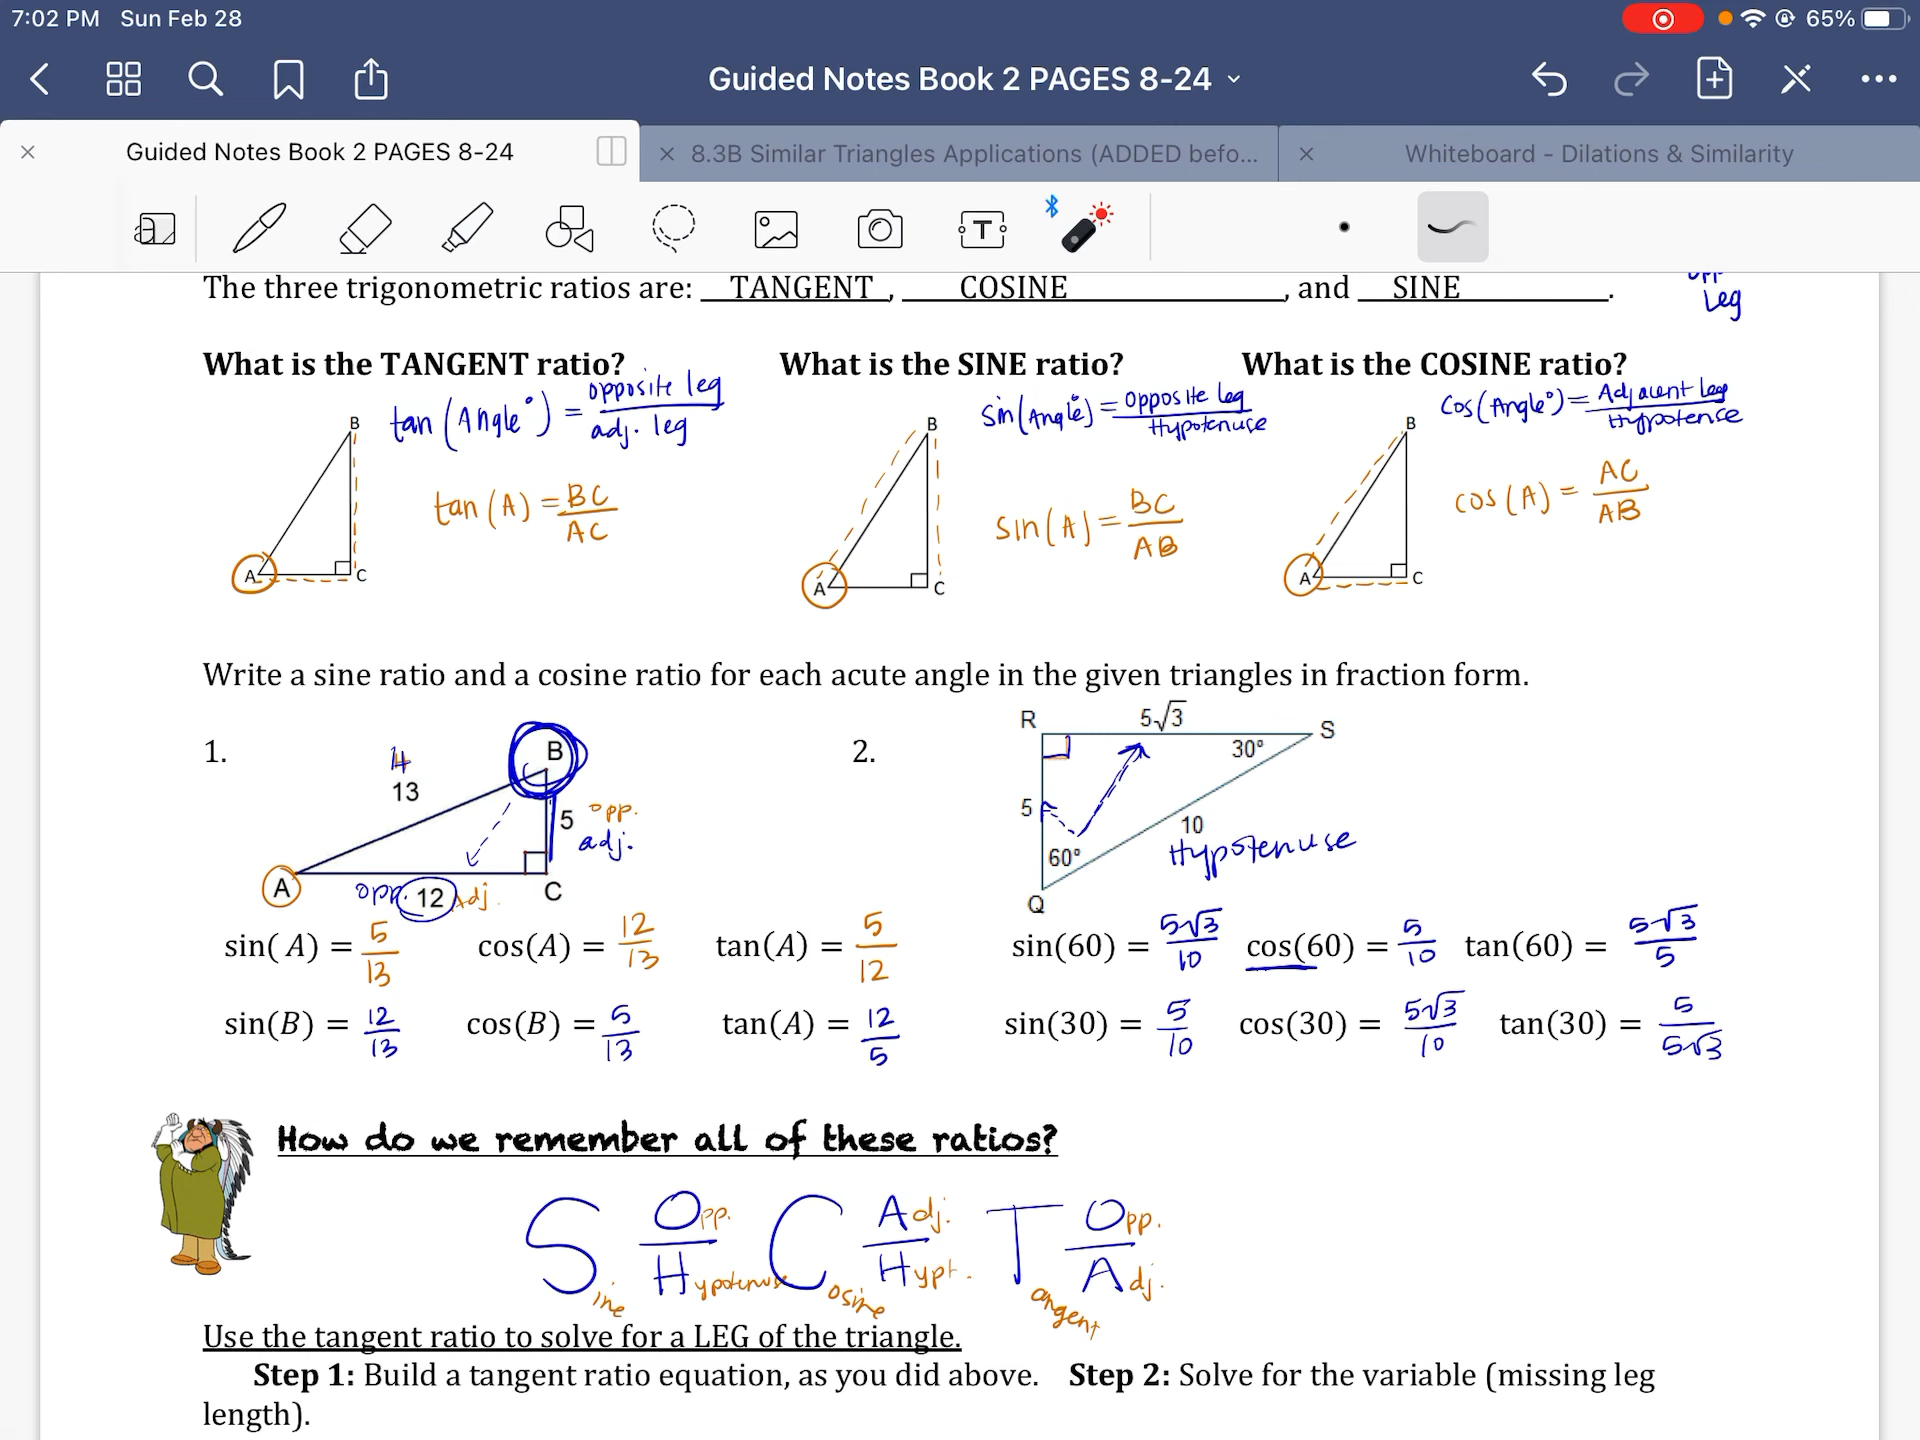 7:02 PM Sun Feb 28
65%
Guided Notes Book 2 PAGES 8-24
Guided Notes Book 2 PAGES 8-24
8.3B Similar Triangles Applications (ADDED befo...
Whiteboard - Dilations & Similarity
The three trigonometric ratios are: TANGENT, COSINE, and SINE.
Leg
What is the TANGENT ratio? What is the SINE ratio? What is the COSINE ratio?
tan (Angle°) = opposite leg / adj. leg
sin(Angle°) = Opposite leg / Hypotenuse
cos(Angle°) = Adjacent leg / Hypotenuse
B A C
tan (A) = BC / AC
B A C
sin(A) = BC / AB
B A C
cos(A) = AC / AB
Write a sine ratio and a cosine ratio for each acute angle in the given triangles in fraction form.
1.
H
13
B
5 opp.
adj.
A
opp. 12 Adj.
C
2.
R 5√3 S
30°
5
10
Hypotenuse
60°
Q
sin( A) = 5/13 cos(A) = 12/13 tan(A) = 5/12
sin(B) = 12/13 cos(B) = 5/13 tan(A) = 12/5
sin(60) = 5√3/10 cos(60) = 5/10 tan(60) = 5√3/5
sin(30) = 5/10 cos(30) = 5√3/10 tan(30) = 5/5√3
How do we remember all of these ratios?
Sine Opp. / Hypotenuse Cosine Adj. / Hypt. Tangent Opp. / Adj.
Use the tangent ratio to solve for a LEG of the triangle.
Step 1: Build a tangent ratio equation, as you did above. Step 2: Solve for the variable (missing leg
length).